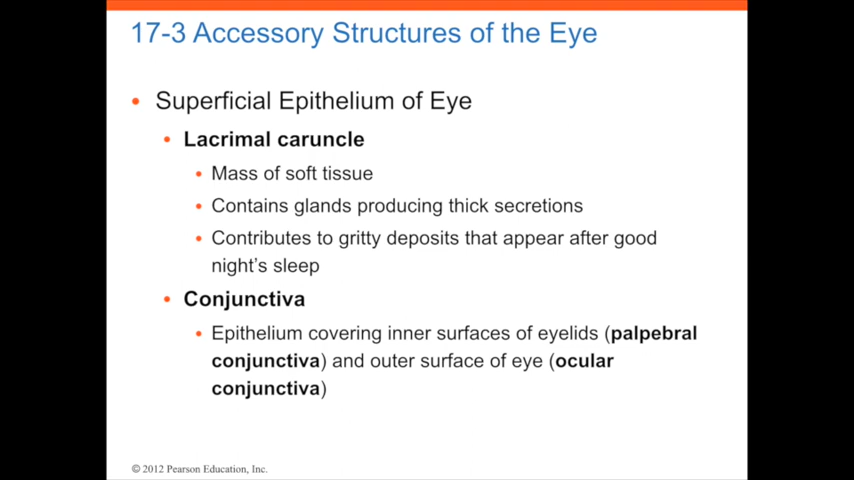 17-3 Accessory Structures of the Eye
• Superficial Epithelium of Eye
• Lacrimal caruncle
• Mass of soft tissue
• Contains glands producing thick secretions
• Contributes to gritty deposits that appear after good
night's sleep
• Conjunctiva
• Epithelium covering inner surfaces of eyelids (palpebral
conjunctiva) and outer surface of eye (ocular
conjunctiva)
© 2012 Pearson Education, Inc.